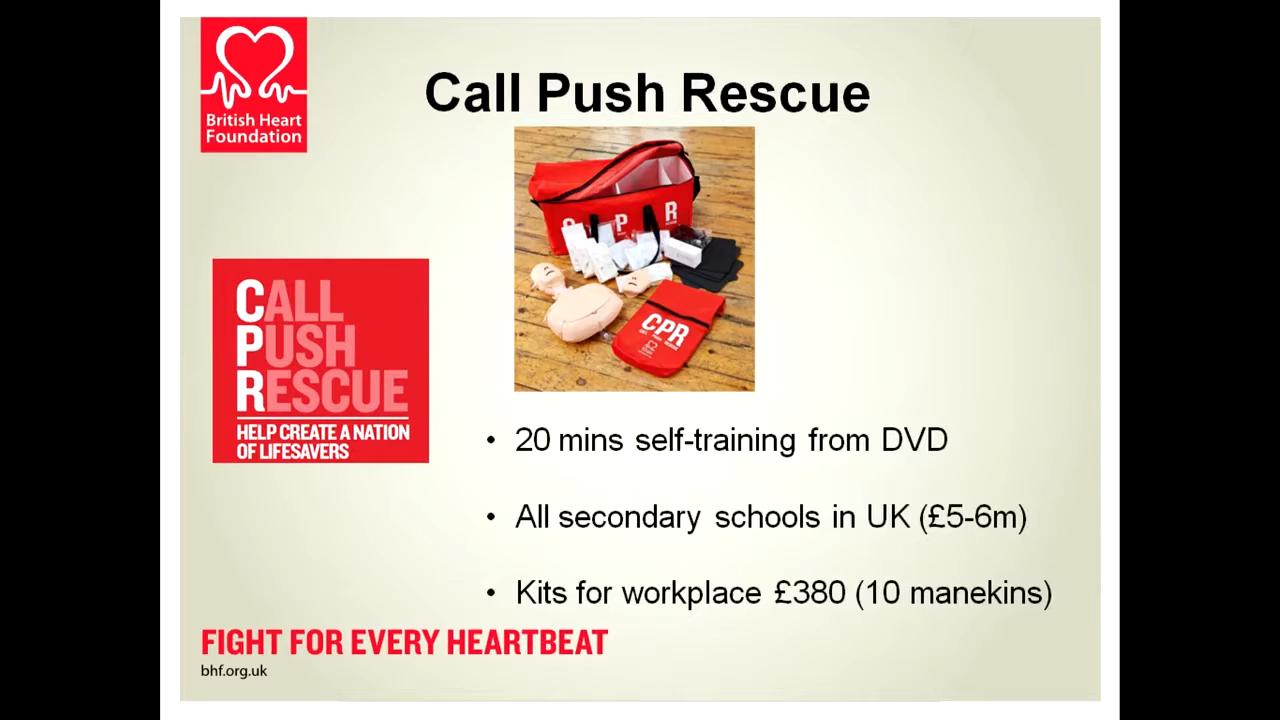 British Heart
Foundation
Call Push Rescue
C P R
CPR
CALL
PUSH
RESCUE
HELP CREATE A NATION
OF LIFESAVERS
• 20 mins self-training from DVD
• All secondary schools in UK (£5-6m)
• Kits for workplace £380 (10 manekins)
FIGHT FOR EVERY HEARTBEAT
bhf.org.uk